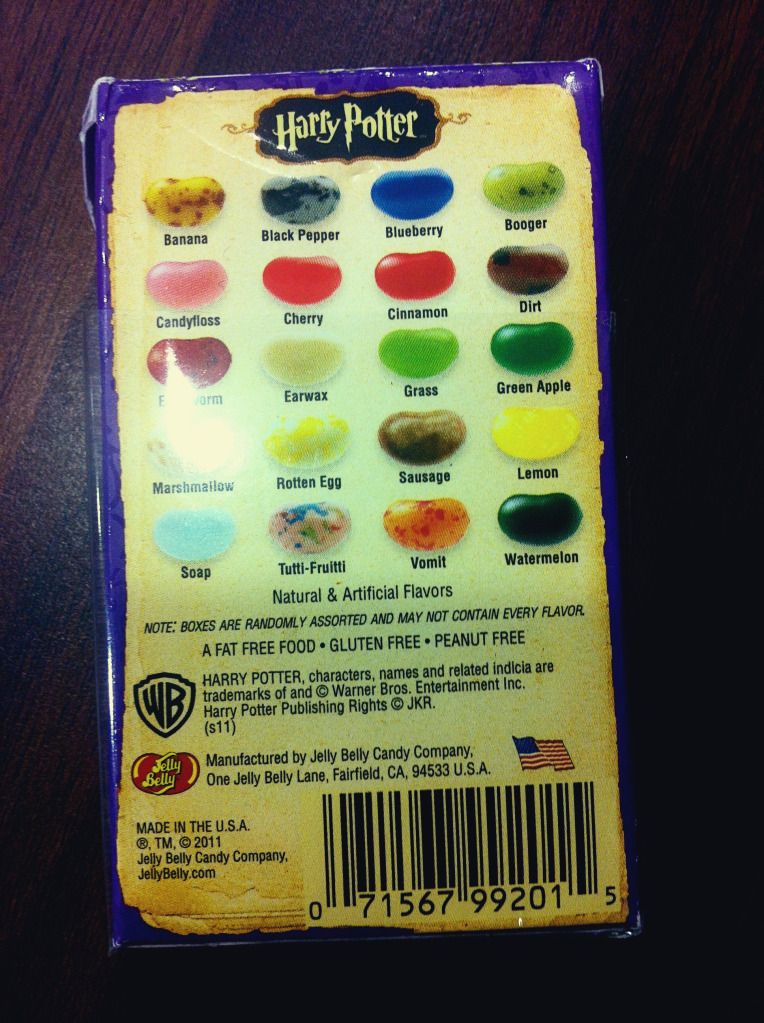 Harry Potter
Banana Black Pepper Blueberry Booger
Candyfloss Cherry Cinnamon Dirt
Earwax Grass Green Apple
Marshmallow Rotten Egg Sausage Lemon
Soap Tutti-Fruitti Vomit Watermelon
Natural & Artificial Flavors
NOTE: BOXES ARE RANDOMLY ASSORTED AND MAY NOT CONTAIN EVERY FLAVOR.
A FAT FREE FOOD • GLUTEN FREE • PEANUT FREE
WB
HARRY POTTER, characters, names and related indicia are
trademarks of and © Warner Bros. Entertainment Inc.
Harry Potter Publishing Rights © JKR.
(s11)
Jelly
Belly
Manufactured by Jelly Belly Candy Company,
One Jelly Belly Lane, Fairfield, CA, 94533 U.S.A.
MADE IN THE U.S.A.
®, TM, © 2011
Jelly Belly Candy Company,
JellyBelly.com
0 71567 99201 5